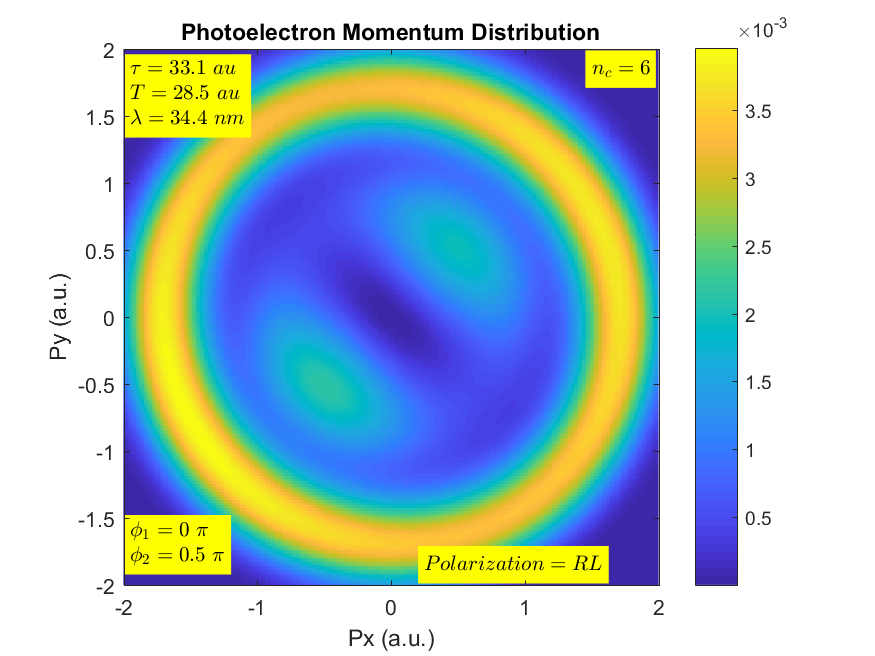 Photoelectron Momentum Distribution
×10⁻³
τ = 33.1 au
T = 28.5 au
λ = 34.4 nm
n_c = 6
2
1.5
1
0.5
0
-0.5
-1
-1.5
-2
Py (a.u.)
ϕ₁ = 0 π
ϕ₂ = 0.5 π
Polarization = RL
-2
-1
0
1
2
Px (a.u.)
3.5
3
2.5
2
1.5
1
0.5